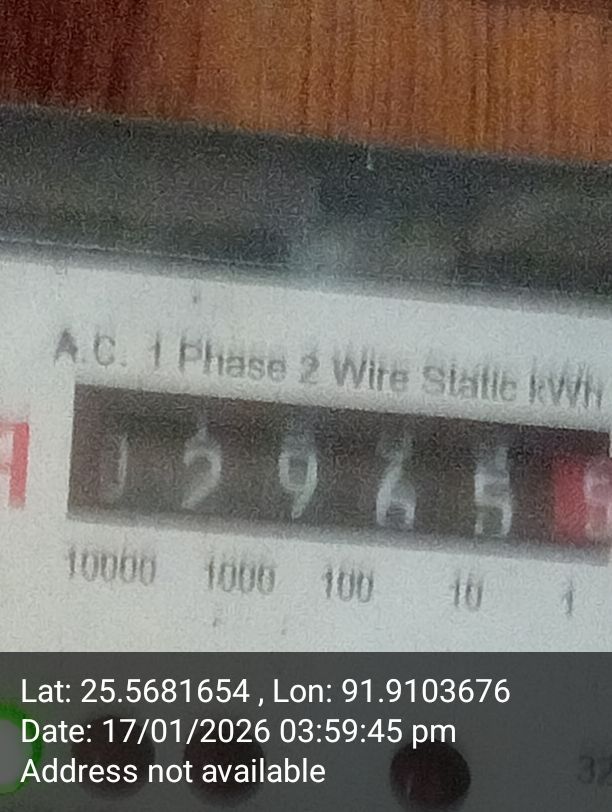 A.C. 1 Phase 2 Wire Static kWh
1 2 9 6 5
10000 1000 100 10 1
Lat: 25.5681654 , Lon: 91.9103676
Date: 17/01/2026 03:59:45 pm
Address not available